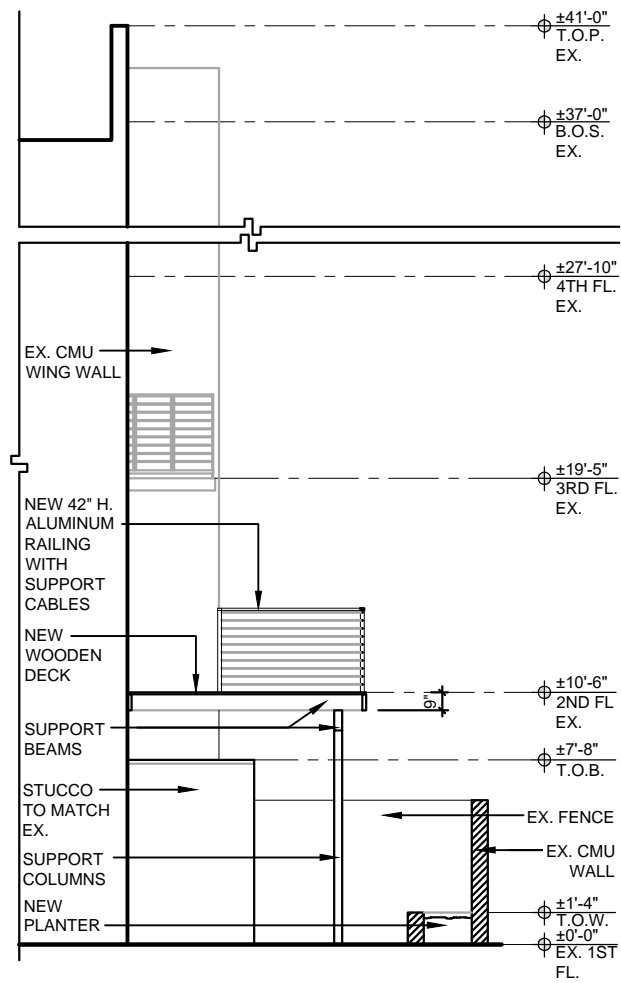 ±41'-0"
T.O.P.
EX.
±37'-0"
B.O.S.
EX.
±27'-10"
4TH FL.
EX.
EX. CMU
WING WALL
±19'-5"
3RD FL.
EX.
NEW 42" H.
ALUMINUM
RAILING
WITH
SUPPORT
CABLES
NEW
WOODEN
DECK
±10'-6"
2ND FL
EX.
9"
SUPPORT
BEAMS
±7'-8"
T.O.B.
STUCCO
TO MATCH
EX.
EX. FENCE
EX. CMU
WALL
SUPPORT
COLUMNS
NEW
PLANTER
±1'-4"
T.O.W.
±0'-0"
EX. 1ST
FL.